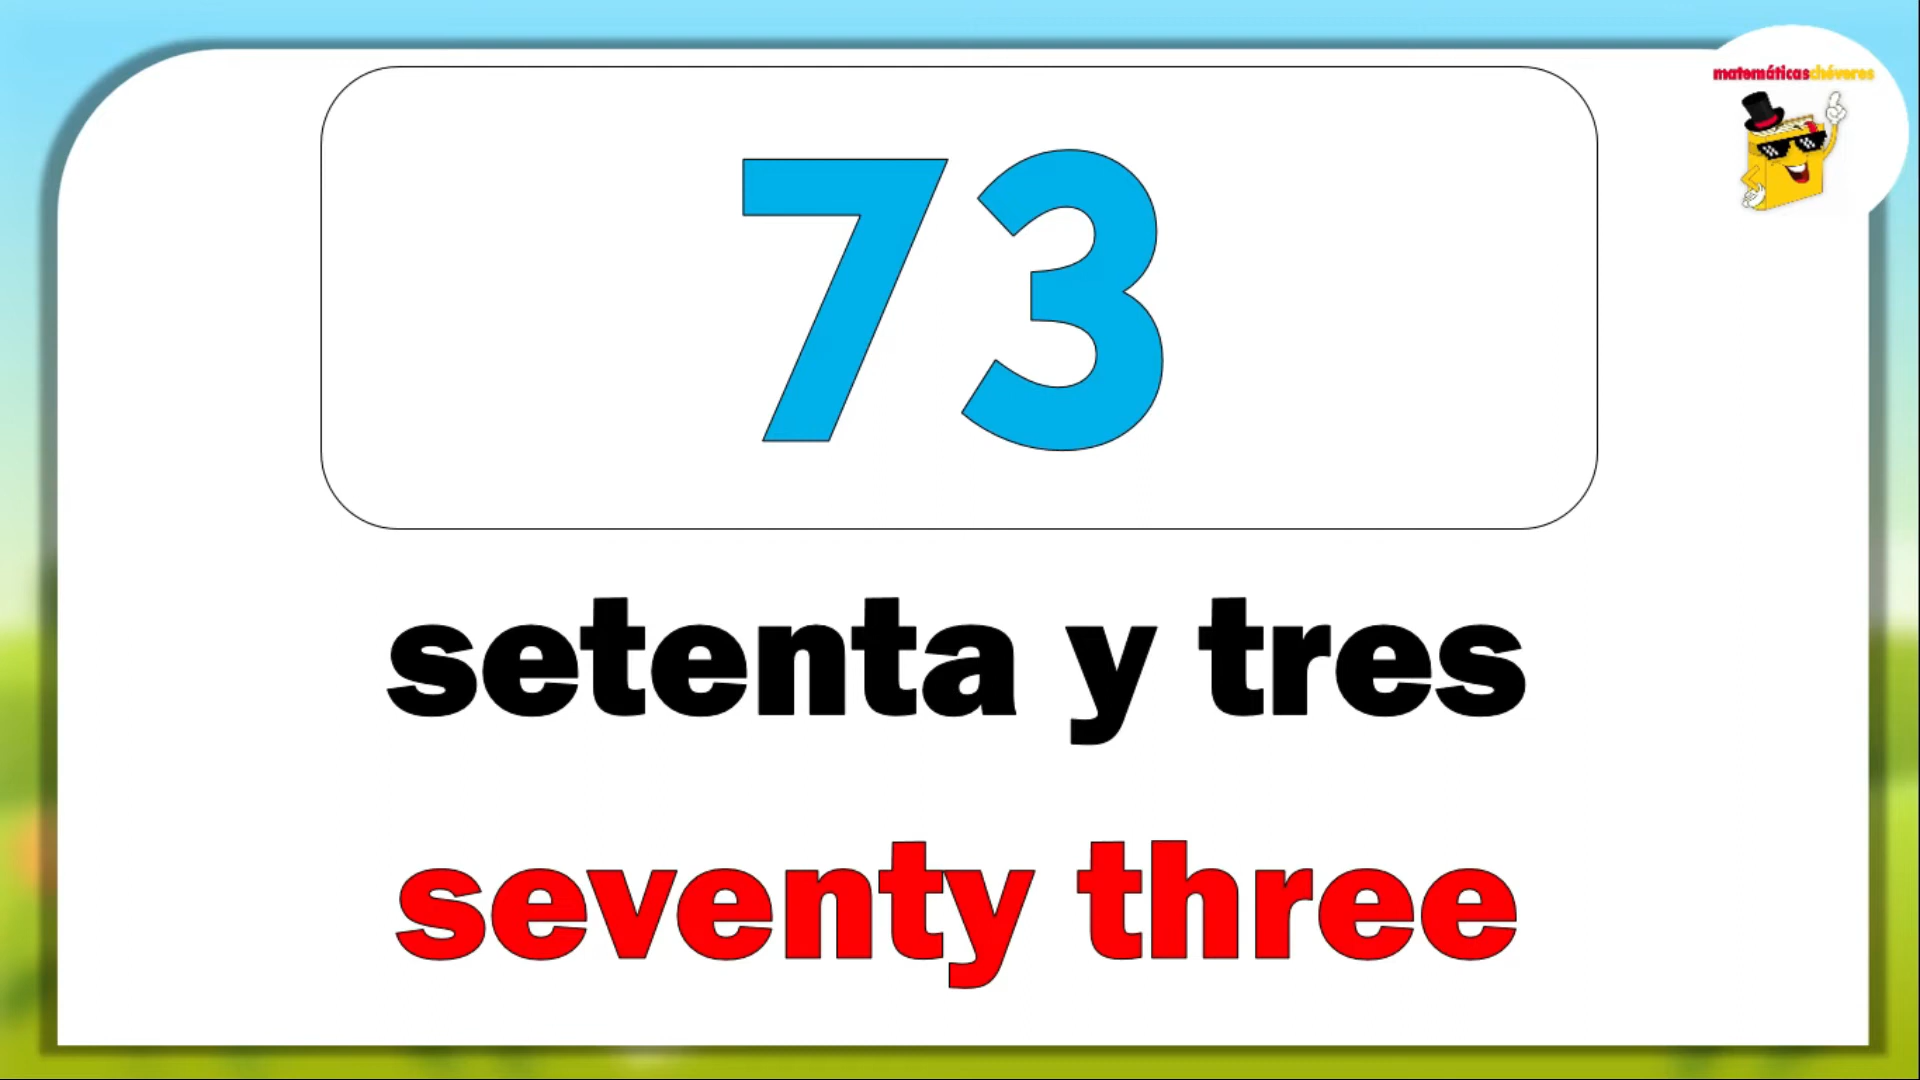 matemáticaschéveres
73
setenta y tres
seventy three